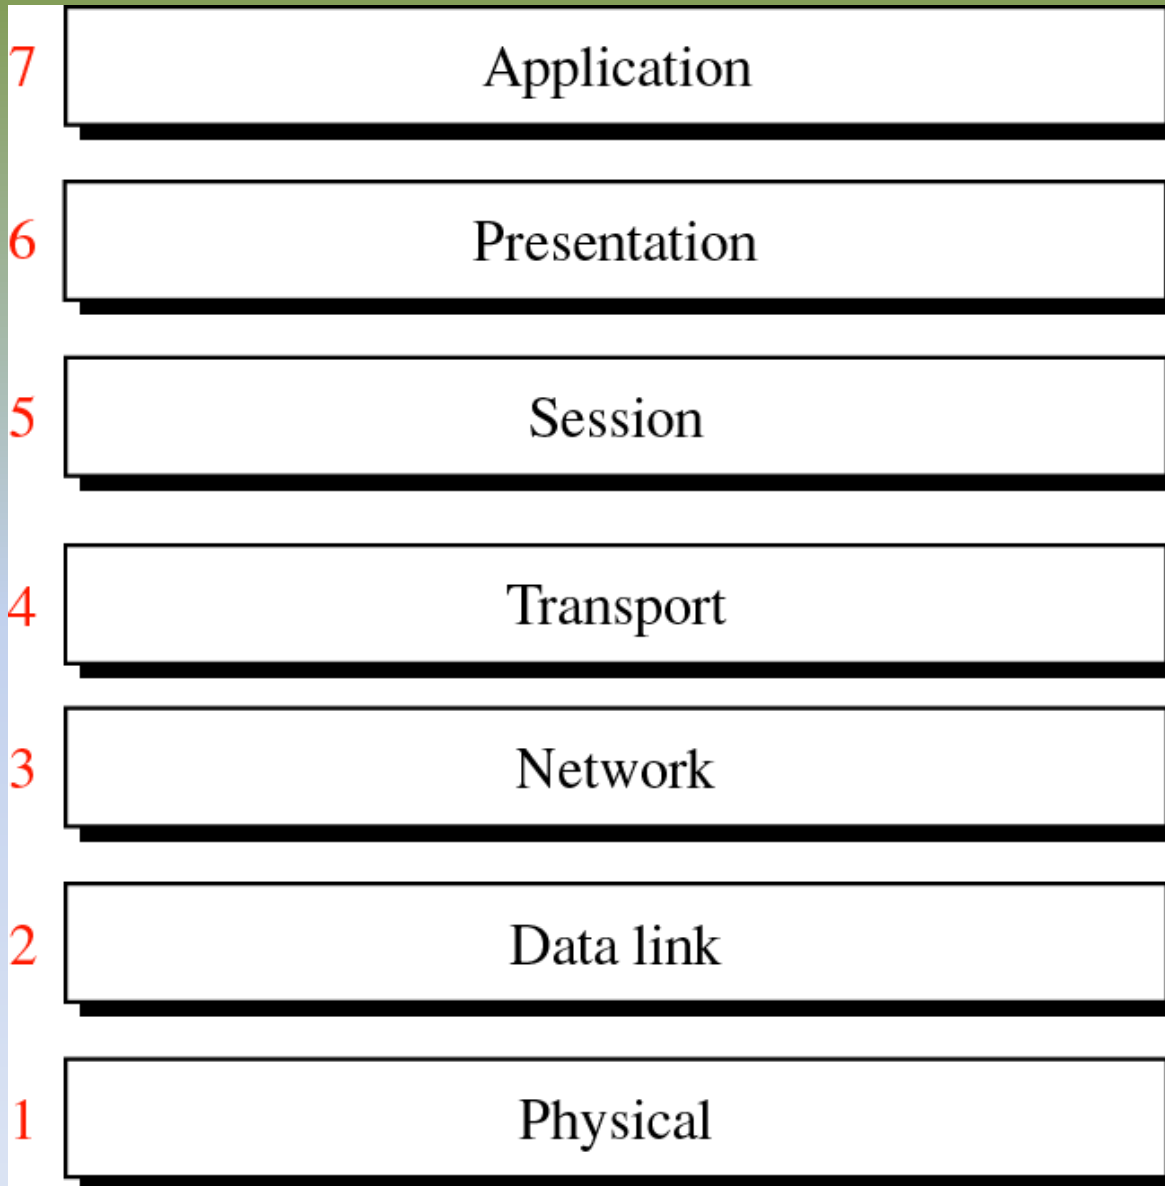 7 Application
6 Presentation
5 Session
4 Transport
3 Network
2 Data link
1 Physical